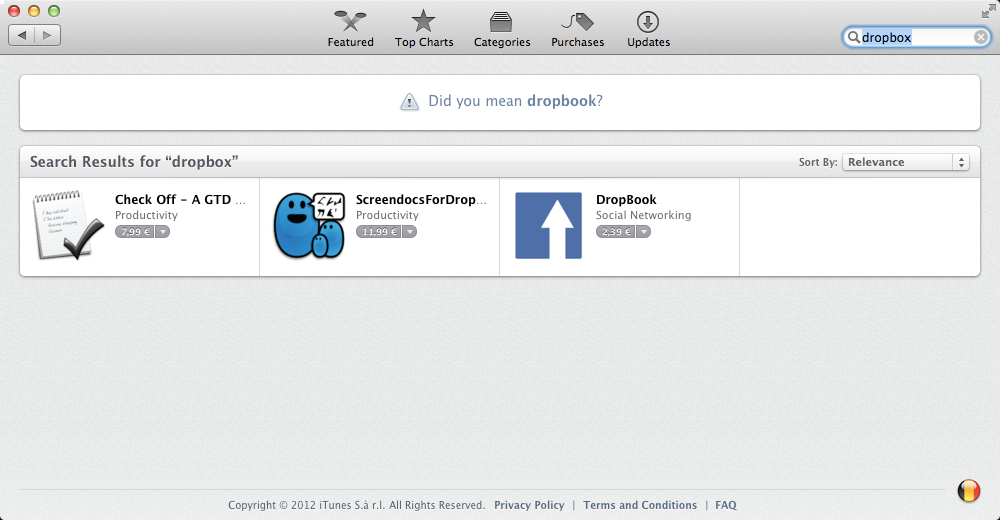 Featured
Top Charts
Categories
Purchases
Updates
dropbox
Did you mean dropbook?
Search Results for “dropbox”
Sort By: Relevance
Check Off – A GTD ...
Productivity
7,99 €
ScreendocsForDrop...
Productivity
11,99 €
DropBook
Social Networking
2,39 €
Copyright © 2012 iTunes S.à r.l. All Rights Reserved. Privacy Policy | Terms and Conditions | FAQ